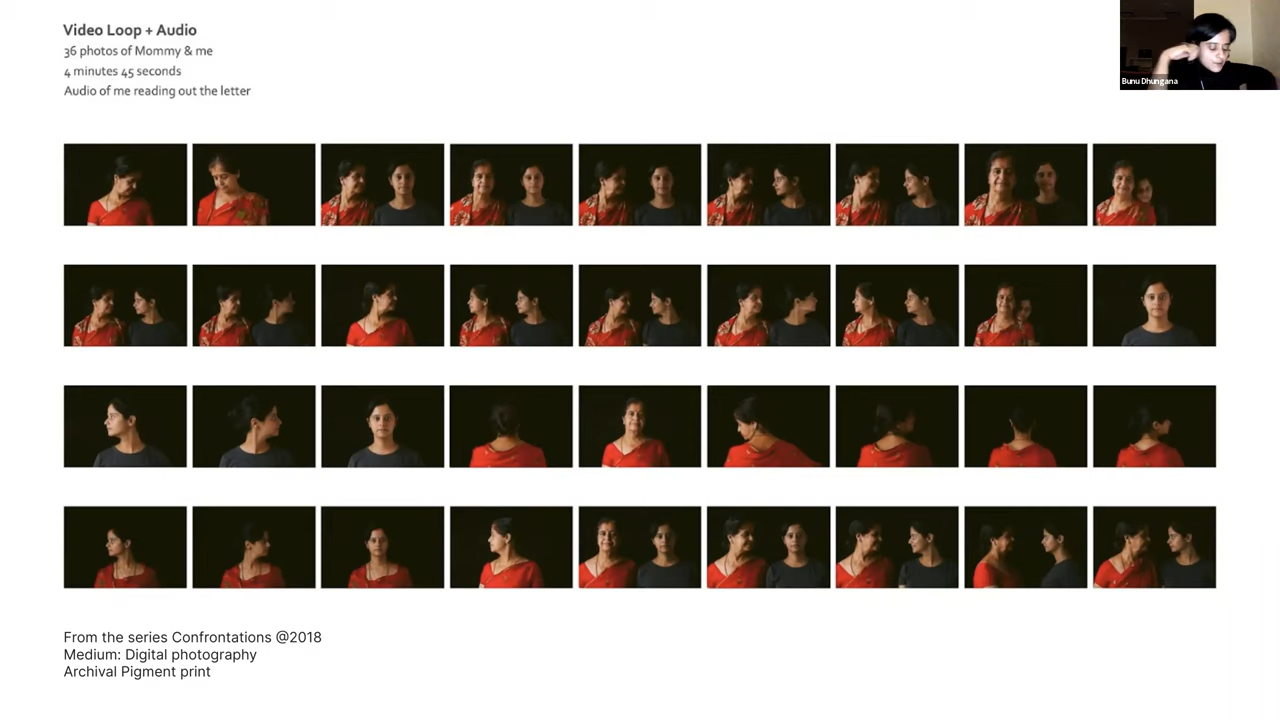 Video Loop + Audio
36 photos of Mommy & me
4 minutes 45 seconds
Audio of me reading out the letter
Bunu Dhungana
From the series Confrontations @2018
Medium: Digital photography
Archival Pigment print